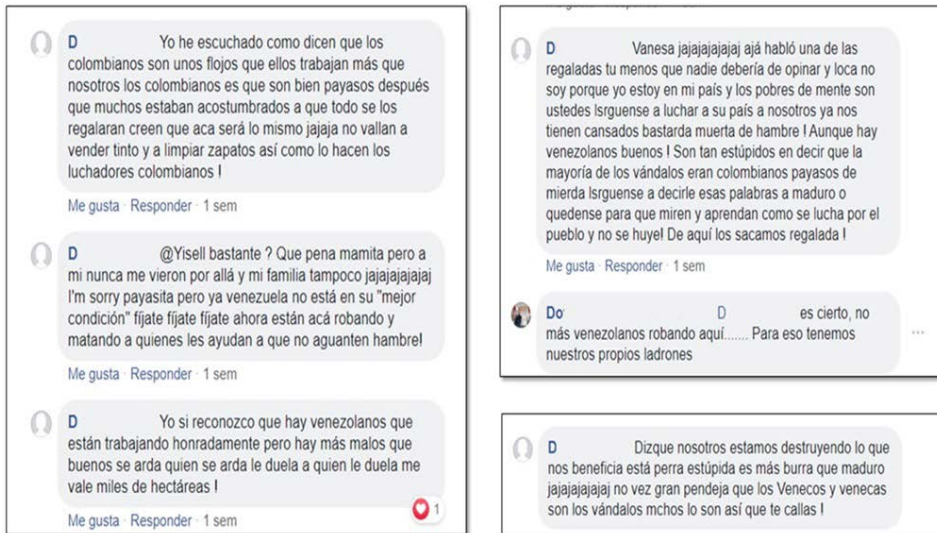 D Yo he escuchado como dicen que los
colombianos son unos flojos que ellos trabajan más que
nosotros los colombianos es que son bien payasos después
que muchos estaban acostumbrados a que todo se los
regalaran creen que aca será lo mismo jajaja no vallan a
vender tinto y a limpiar zapatos así como lo hacen los
luchadores colombianos !
Me gusta · Responder · 1 sem
D @Yisell bastante ? Que pena mamita pero a
mi nunca me vieron por allá y mi familia tampoco jajajajajajaj
I'm sorry payasita pero ya venezuela no está en su "mejor
condición" fíjate fíjate fíjate ahora están acá robando y
matando a quienes les ayudan a que no aguanten hambre!
Me gusta · Responder · 1 sem
D Yo si reconozco que hay venezolanos que
están trabajando honradamente pero hay más malos que
buenos se arda quien se arda le duela a quien le duela me
vale miles de hectáreas !
1
Me gusta · Responder · 1 sem
D Vanesa jajajajajajaj ajá habló una de las
regaladas tu menos que nadie debería de opinar y loca no
soy porque yo estoy en mi país y los pobres de mente son
ustedes lsrguense a luchar a su país a nosotros ya nos
tienen cansados bastarda muerta de hambre ! Aunque hay
venezolanos buenos ! Son tan estúpidos en decir que la
mayoría de los vándalos eran colombianos payasos de
mierda lsrguense a decirle esas palabras a maduro o
quedense para que miren y aprendan como se lucha por el
pueblo y no se huye! De aquí los sacamos regalada !
Me gusta · Responder · 1 sem
Do D es cierto, no
más venezolanos robando aquí....... Para eso tenemos
nuestros propios ladrones
D Dizque nosotros estamos destruyendo lo que
nos beneficia está perra estúpida es más burra que maduro
jajajajajajaj no vez gran pendeja que los Venecos y venecas
son los vándalos mchos lo son así que te callas !